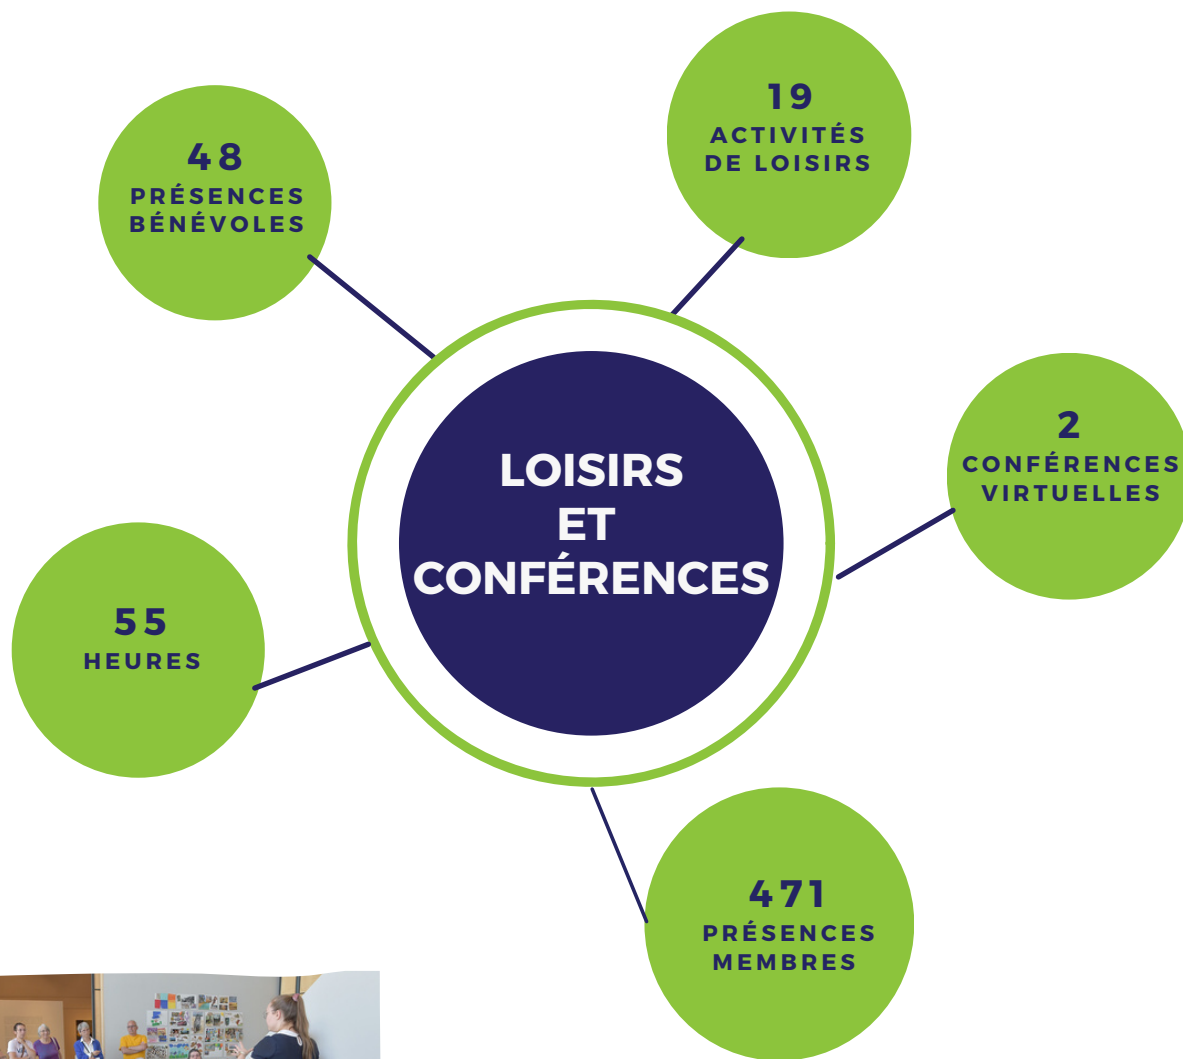 19
ACTIVITÉS
DE LOISIRS
48
PRÉSENCES
BÉNÉVOLES
2
CONFÉRENCES
VIRTUELLES
LOISIRS
ET
CONFÉRENCES
55
HEURES
471
PRÉSENCES
MEMBRES